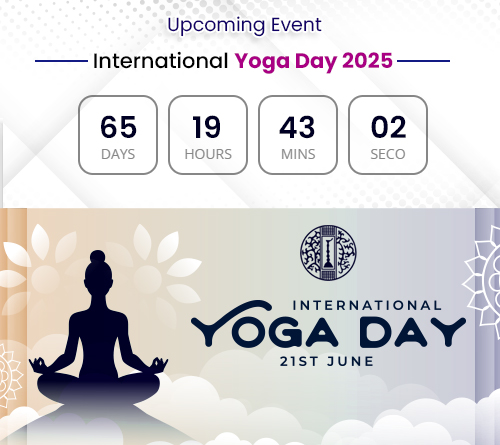 Upcoming Event
International Yoga Day 2025
65 19 43 02
DAYS HOURS MINS SECO
INTERNATIONAL
YOGA DAY
21ST JUNE